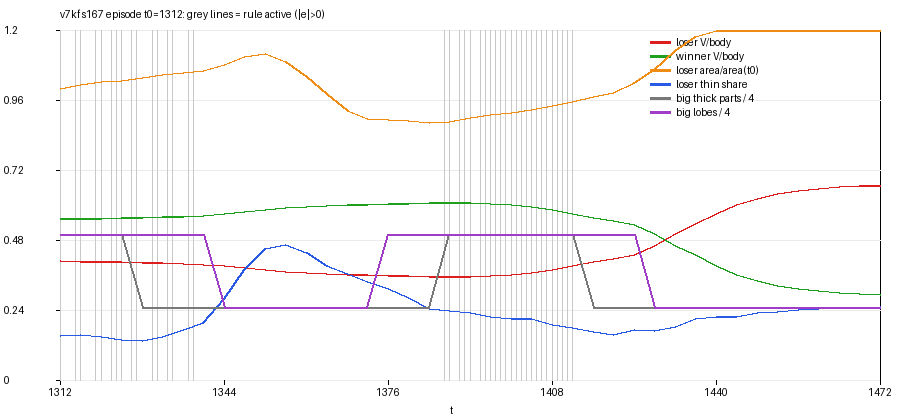 v7kf s167 episode t0=1312: grey lines = rule active (|e|>0)
1.2
0.96
0.72
0.48
0.24
0
loser V/body
winner V/body
loser area/area(t0)
loser thin share
big thick parts / 4
big lobes / 4
1312
1344
1376
1408
1440
1472
t